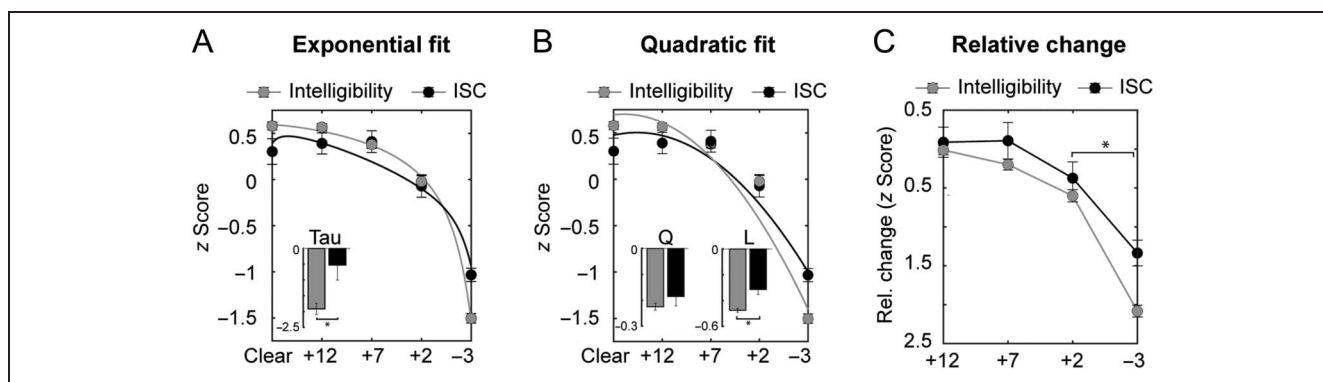 A Exponential fit
Intelligibility ISC
z Score
0.5
0
−0.5
−1
−1.5
Tau
0
−2.5
*
Clear +12 +7 +2 −3
B Quadratic fit
Intelligibility ISC
z Score
0.5
0
−0.5
−1
−1.5
Q
0
−0.3
L
0
−0.6
*
Clear +12 +7 +2 −3
C Relative change
Intelligibility ISC
Rel. change (z Score)
0.5
0
0.5
1.5
2.5
*
+12 +7 +2 −3